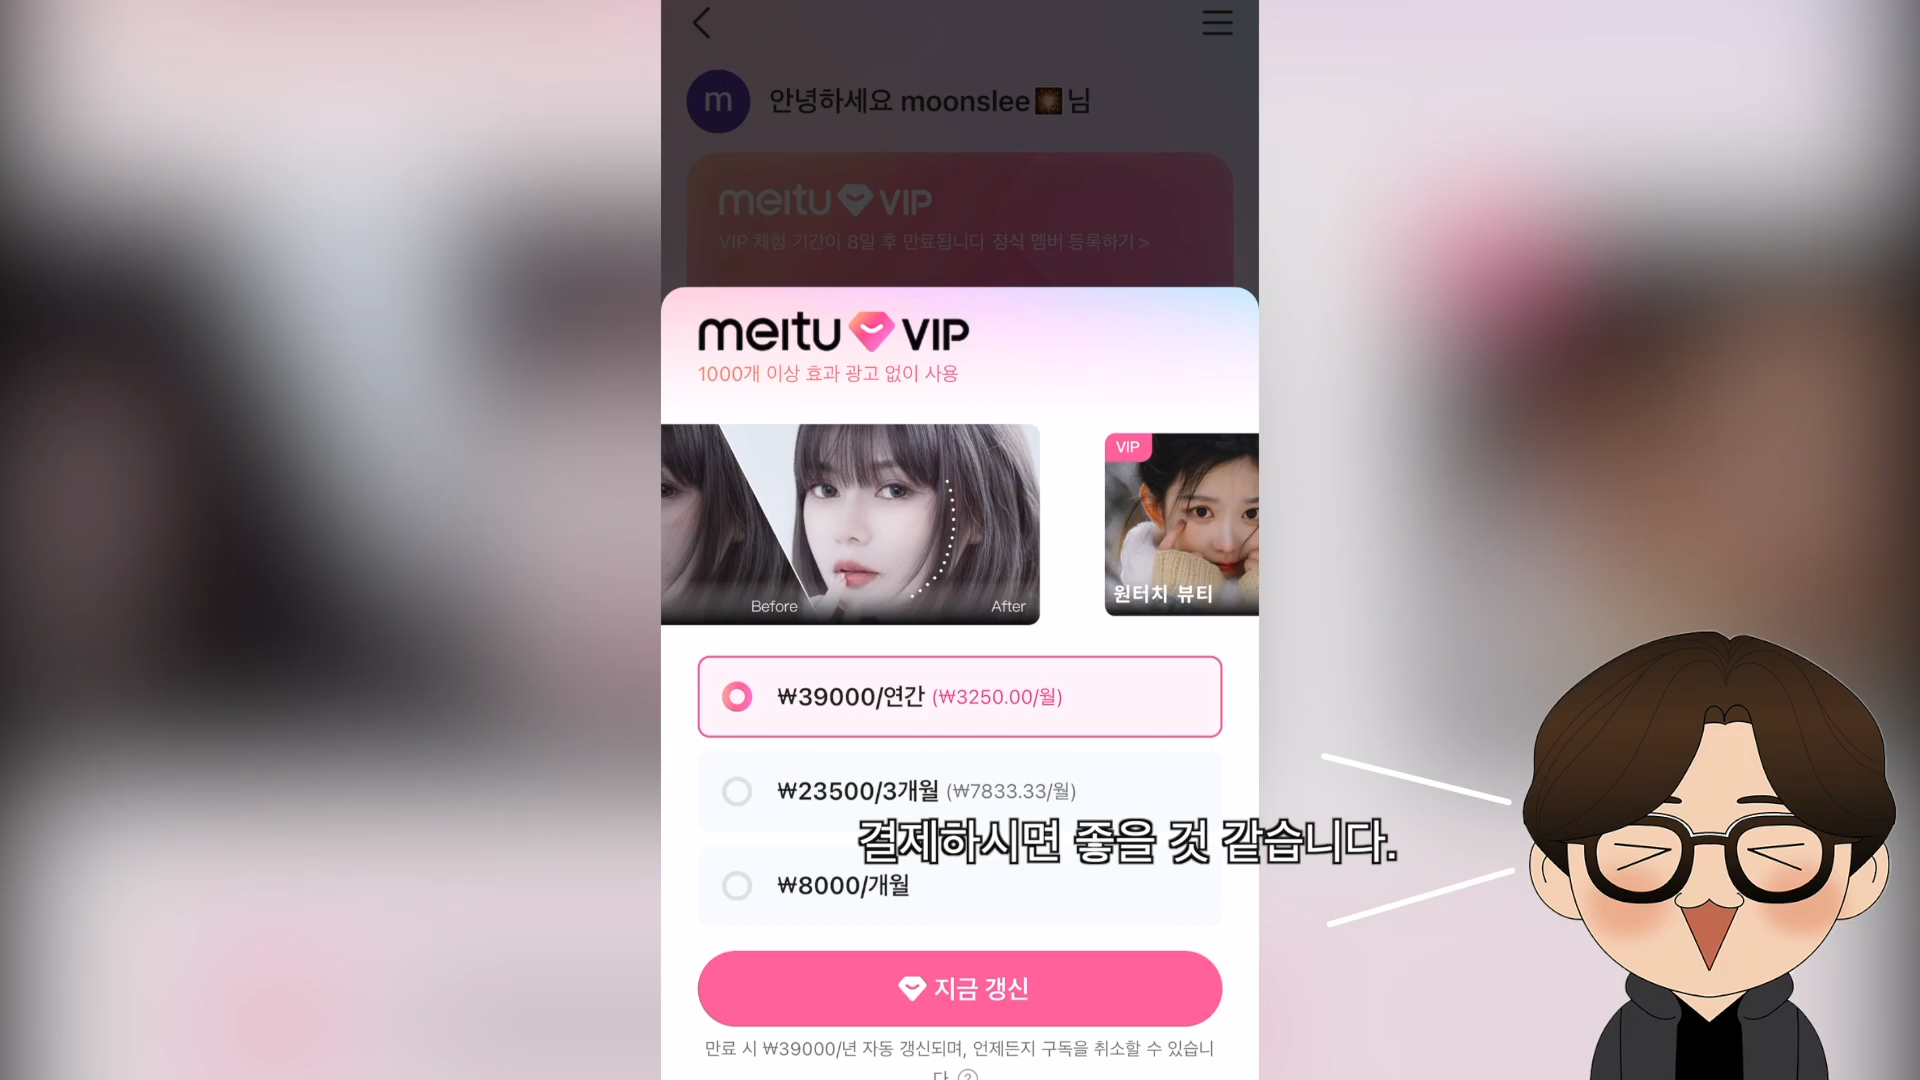 m
안녕하세요 moonslee💥님
meitu VIP
VIP 체험 기간이 8일 후 만료됩니다 정식 멤버 등록하기 >
meitu VIP
1000개 이상 효과 광고 없이 사용
Before
After
VIP
원터치 뷰티
₩39000/연간 (₩3250.00/월)
₩23500/3개월 (₩7833.33/월)
결제하시면 좋을 것 같습니다.
₩8000/개월
지금 갱신
만료 시 ₩39000/년 자동 갱신되며, 언제든지 구독을 취소할 수 있습니
다. ?